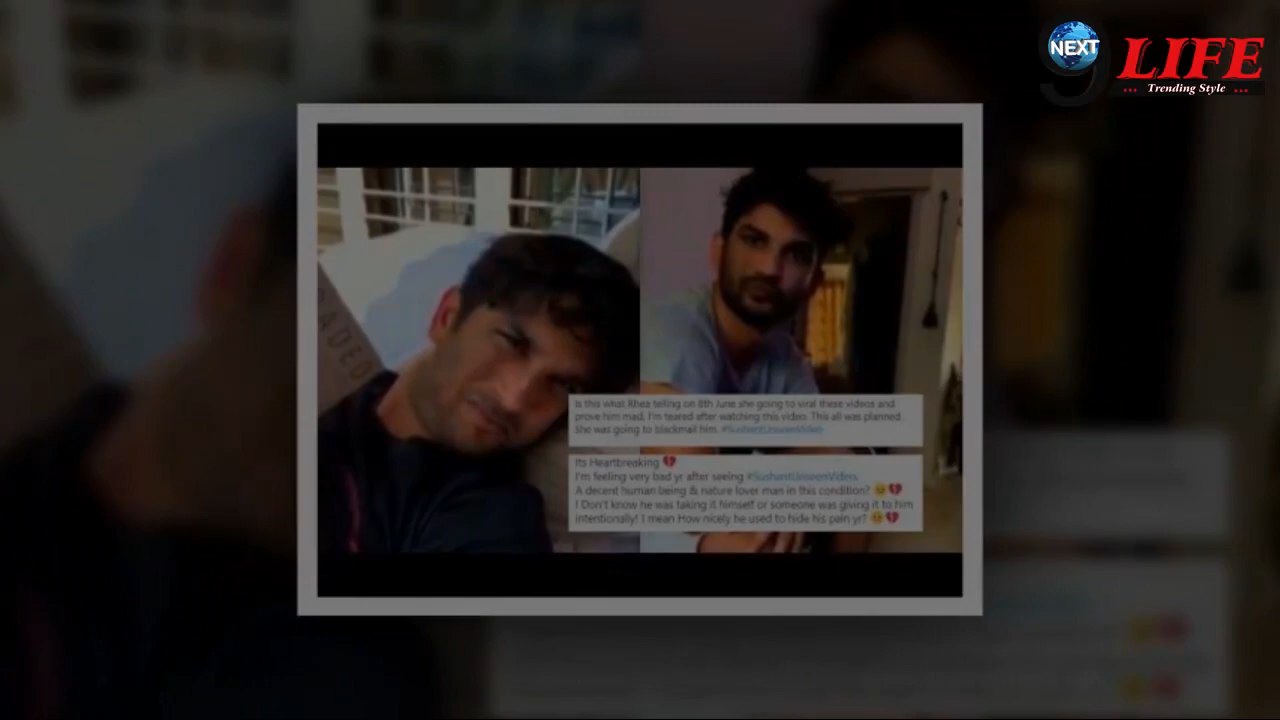 NEXT 9 LIFE
... Trending Style ...
ADED
Is this what Rhea telling on 8th June she going to viral these videos and
prove him mad. I'm teared after watching this video. This all was planned .
She was going to blackmail him. #SushantUnseenVideo
Its Heartbreaking 💔
I'm feeling very bad yr after seeing #SushantUnseenVideo.
A decent human being & nature lover man in this condition? 😢💔
I Don't know he was taking it himself or someone was giving it to him
intentionally! I mean How nicely he used to hide his pain yr? 😢💔